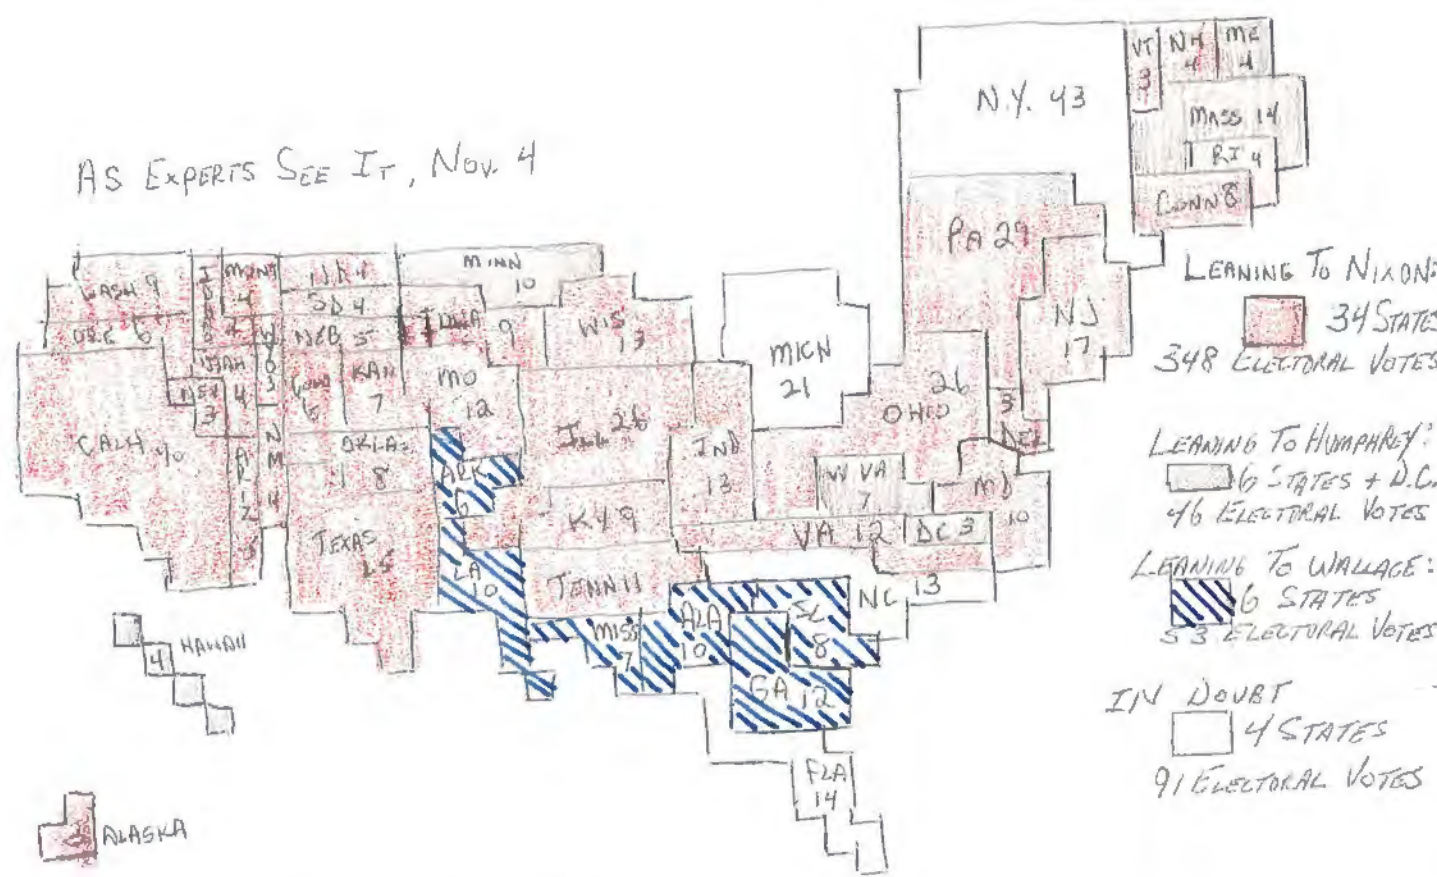 AS EXPERTS SEE IT, NOV. 4
N.Y. 43
VT 3
NH 4
ME 4
MASS 14
RI 4
CONN 8
PA 29
NJ 17
LEANING TO NIXON:
34 STATES
348 ELECTORAL VOTES
LEANING TO HUMPHREY:
6 STATES + D.C.
46 ELECTORAL VOTES
LEANING TO WALLACE:
6 STATES
53 ELECTORAL VOTES
IN DOUBT
4 STATES
91 ELECTORAL VOTES
WASH 9
MONT 4
SD 4
MINN 10
ORE 6
NEB 5
IOWA 9
WIS
MICH 21
OHIO 26
3 DEL
UTAH 4
NEV 3
KAN 7
MO 12
ILL 26
IND 13
CALIF 40
NM 4
OKLA. 8
ARK 6
W VA 7
MD 10
KY 9
VA 12
DC 3
TEXAS 25
LA 10
TENN 11
NC 13
MISS 7
ALA 10
SC 8
GA 12
FLA 14
HAWAII 4
ALASKA